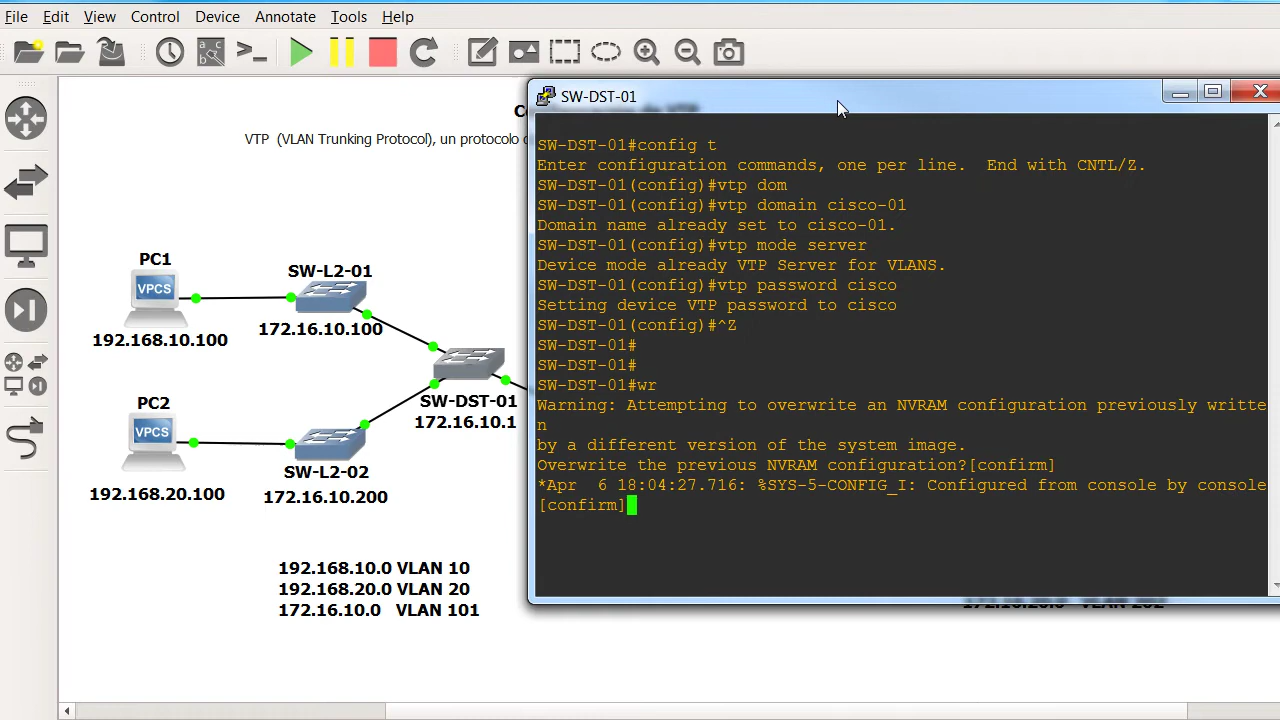 File Edit View Control Device Annotate Tools Help
SW-DST-01
VTP (VLAN Trunking Protocol), un protocolo
SW-DST-01#config t
Enter configuration commands, one per line.  End with CNTL/Z.
SW-DST-01(config)#vtp dom
SW-DST-01(config)#vtp domain cisco-01
Domain name already set to cisco-01.
SW-DST-01(config)#vtp mode server
Device mode already VTP Server for VLANS.
SW-DST-01(config)#vtp password cisco
Setting device VTP password to cisco
SW-DST-01(config)#^Z
SW-DST-01#
SW-DST-01#
SW-DST-01#wr
Warning: Attempting to overwrite an NVRAM configuration previously writte
n
by a different version of the system image.
Overwrite the previous NVRAM configuration?[confirm]
*Apr  6 18:04:27.716: %SYS-5-CONFIG_I: Configured from console by console
[confirm]
PC1
VPCS
192.168.10.100
SW-L2-01
172.16.10.100
SW-DST-01
172.16.10.1
PC2
VPCS
192.168.20.100
SW-L2-02
172.16.10.200
192.168.10.0 VLAN 10
192.168.20.0 VLAN 20
172.16.10.0 VLAN 101